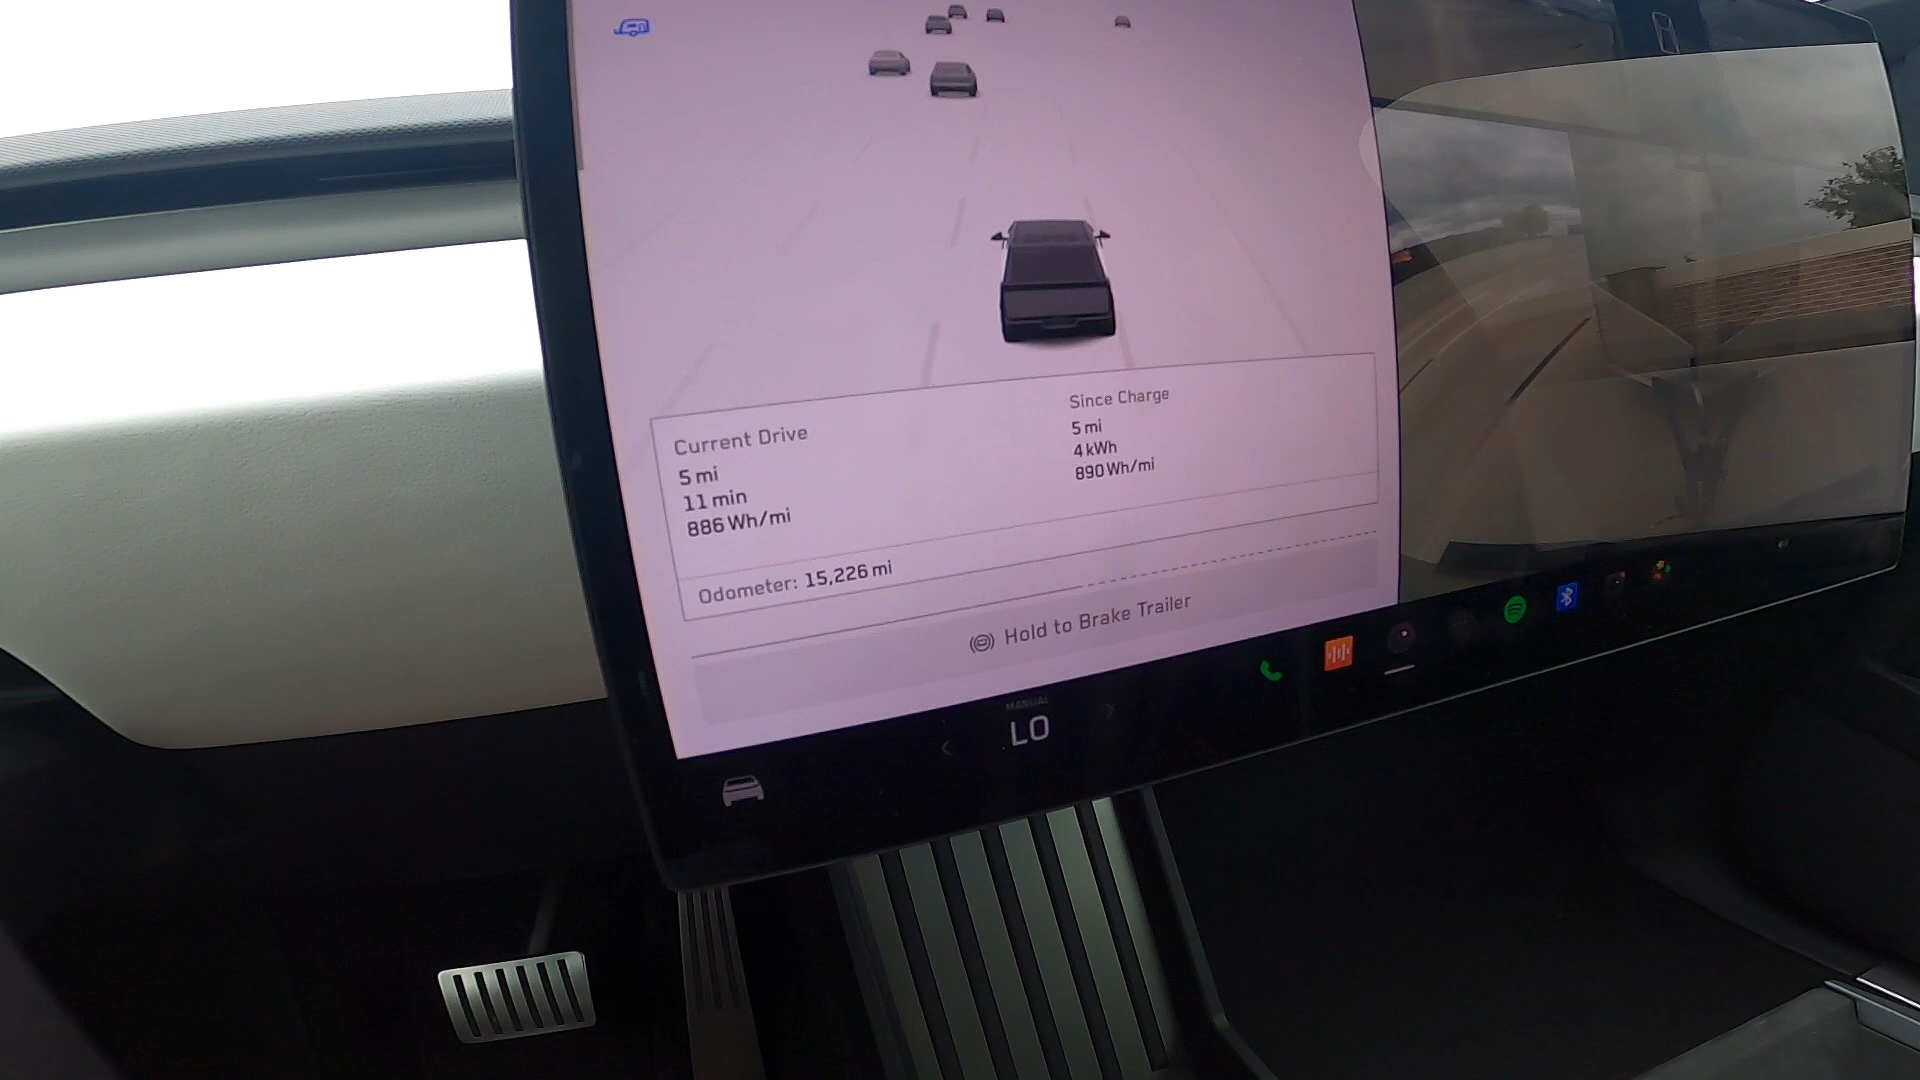 Current Drive
5 mi
11 min
886 Wh/mi
Since Charge
5 mi
4 kWh
890 Wh/mi
Odometer: 15,226 mi
Hold to Brake Trailer
MANUAL
LO